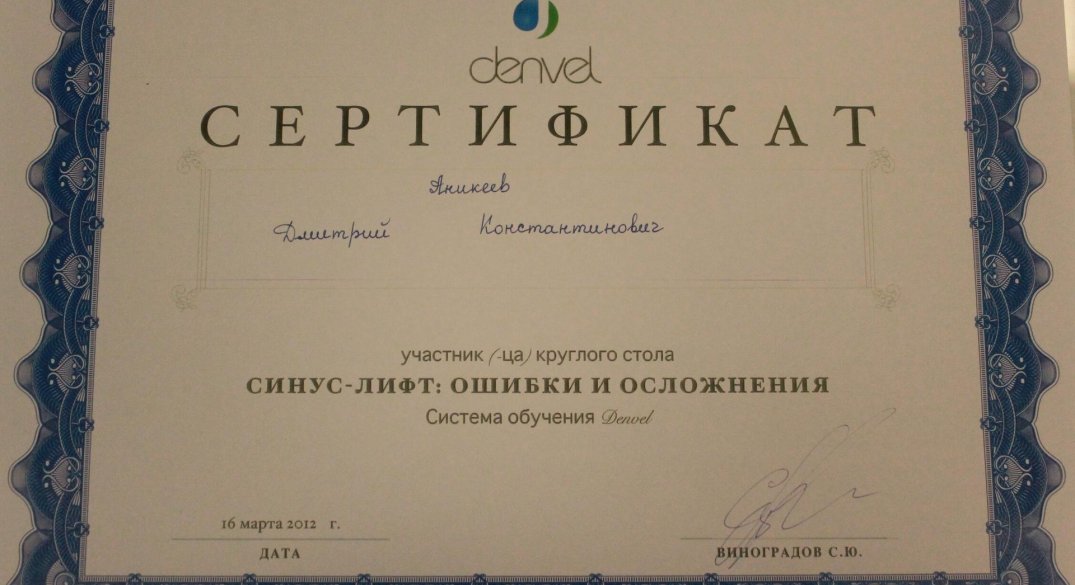 denvel
СЕРТИФИКАТ
Аникеев
Дмитрий Константинович
участник (-ца) круглого стола
СИНУС-ЛИФТ: ОШИБКИ И ОСЛОЖНЕНИЯ
Система обучения Denvel
16 марта 2012 г.
ДАТА
ВИНОГРАДОВ С.Ю.